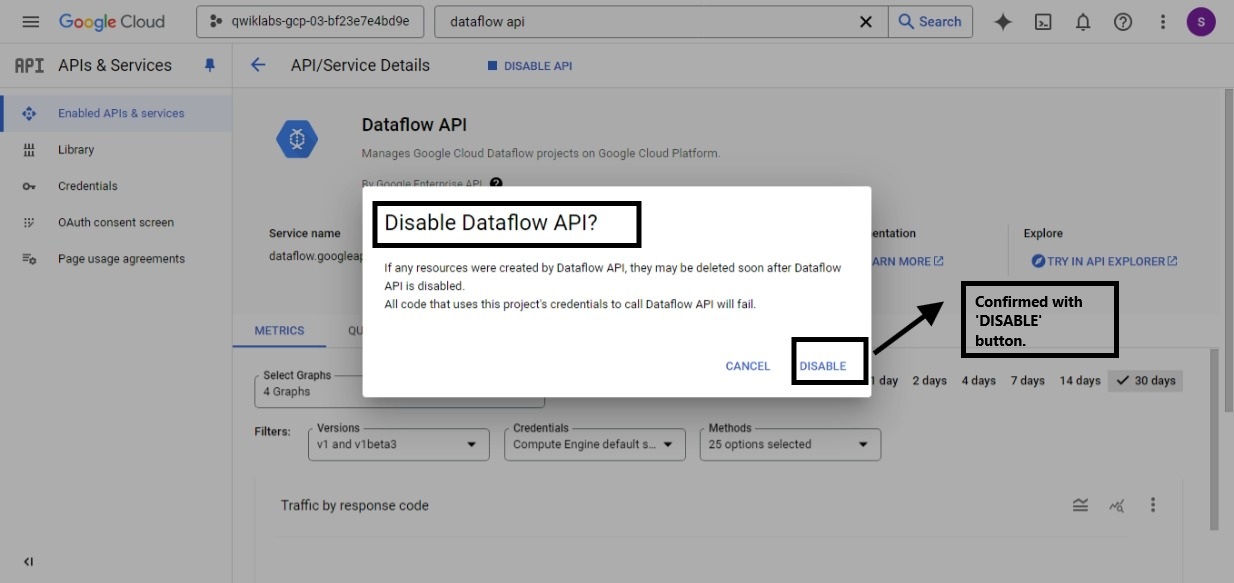 Google Cloud
qwiklabs-gcp-03-bf23e7e4bd9e
dataflow api
Search
S
API APIs & Services
API/Service Details
DISABLE API
Enabled APIs & services
Library
Credentials
OAuth consent screen
Page usage agreements
Dataflow API
Manages Google Cloud Dataflow projects on Google Cloud Platform.
By Google Enterprise API
Service name
dataflow.googleap
entation
ARN MORE
Explore
TRY IN API EXPLORER
Disable Dataflow API?
If any resources were created by Dataflow API, they may be deleted soon after Dataflow
API is disabled.
All code that uses this project's credentials to call Dataflow API will fail.
CANCEL
DISABLE
Confirmed with
'DISABLE'
button.
METRICS
QU
Select Graphs
4 Graphs
1 day 2 days 4 days 7 days 14 days 30 days
Filters:
Versions
v1 and v1beta3
Credentials
Compute Engine default s...
Methods
25 options selected
Traffic by response code